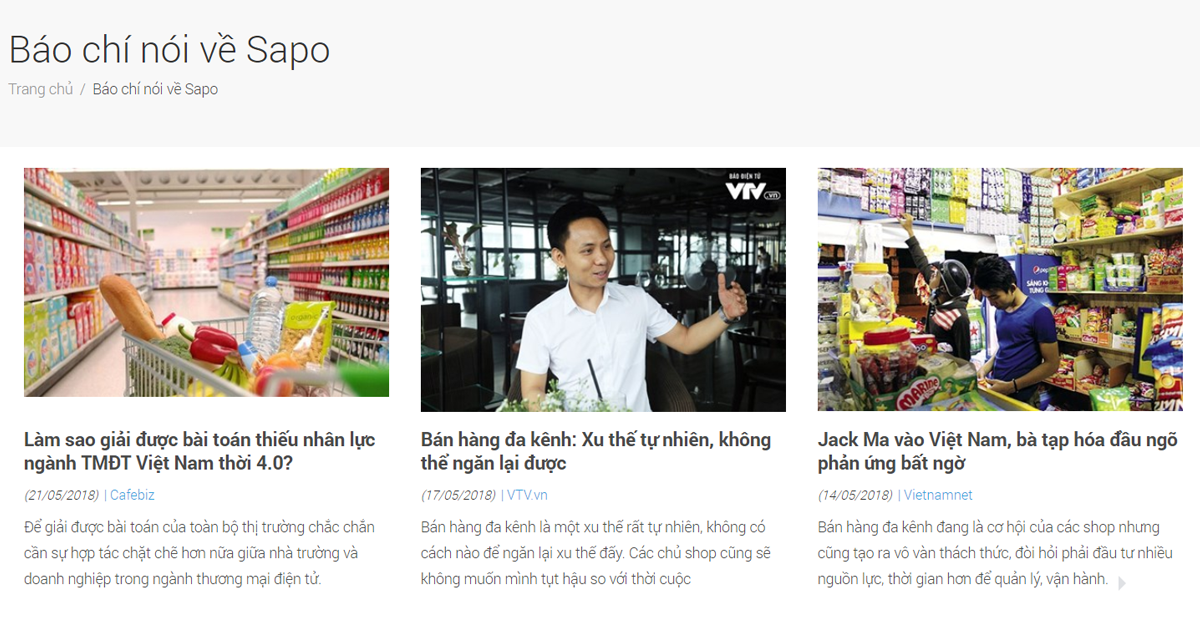 Báo chí nói về Sapo
Trang chủ / Báo chí nói về Sapo
BÁO ĐIỆN TỬ
VTV.vn
MARINE
Làm sao giải được bài toán thiếu nhân lực
ngành TMĐT Việt Nam thời 4.0?
(21/05/2018) | Cafebiz
Để giải được bài toán của toàn bộ thị trường chắc chắn
cần sự hợp tác chặt chẽ hơn nữa giữa nhà trường và
doanh nghiệp trong ngành thương mại điện tử.
Bán hàng đa kênh: Xu thế tự nhiên, không
thể ngăn lại được
(17/05/2018) | VTV.vn
Bán hàng đa kênh là một xu thế rất tự nhiên, không có
cách nào để ngăn lại xu thế đấy. Các chủ shop cũng sẽ
không muốn mình tụt hậu so với thời cuộc
Jack Ma vào Việt Nam, bà tạp hóa đầu ngõ
phản ứng bất ngờ
(14/05/2018) | Vietnamnet
Bán hàng đa kênh đang là cơ hội của các shop nhưng
cũng tạo ra vô vàn thách thức, đòi hỏi phải đầu tư nhiều
nguồn lực, thời gian hơn để quản lý, vận hành.